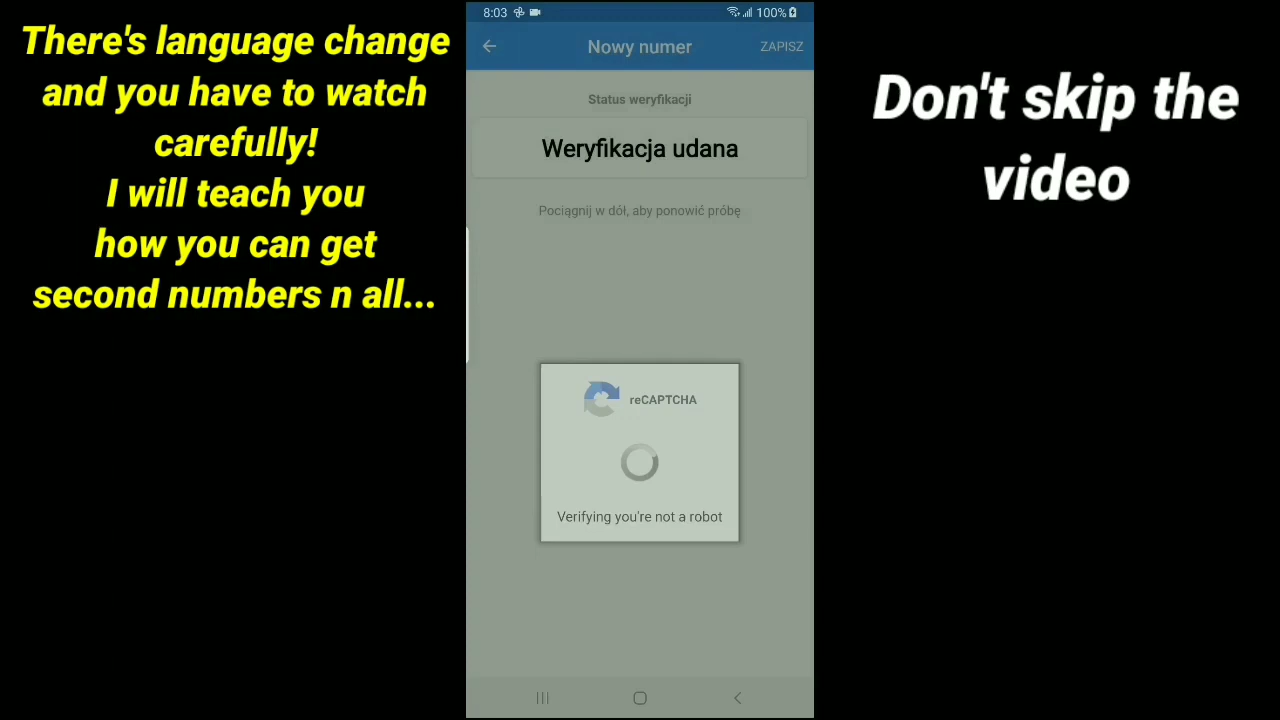 There's language change
and you have to watch
carefully!
I will teach you
how you can get
second numbers n all...
8:03 100%
Nowy numer ZAPISZ
Status weryfikacji
Weryfikacja udana
Pociągnij w dół, aby ponowić próbę
reCAPTCHA
Verifying you're not a robot
Don't skip the
video